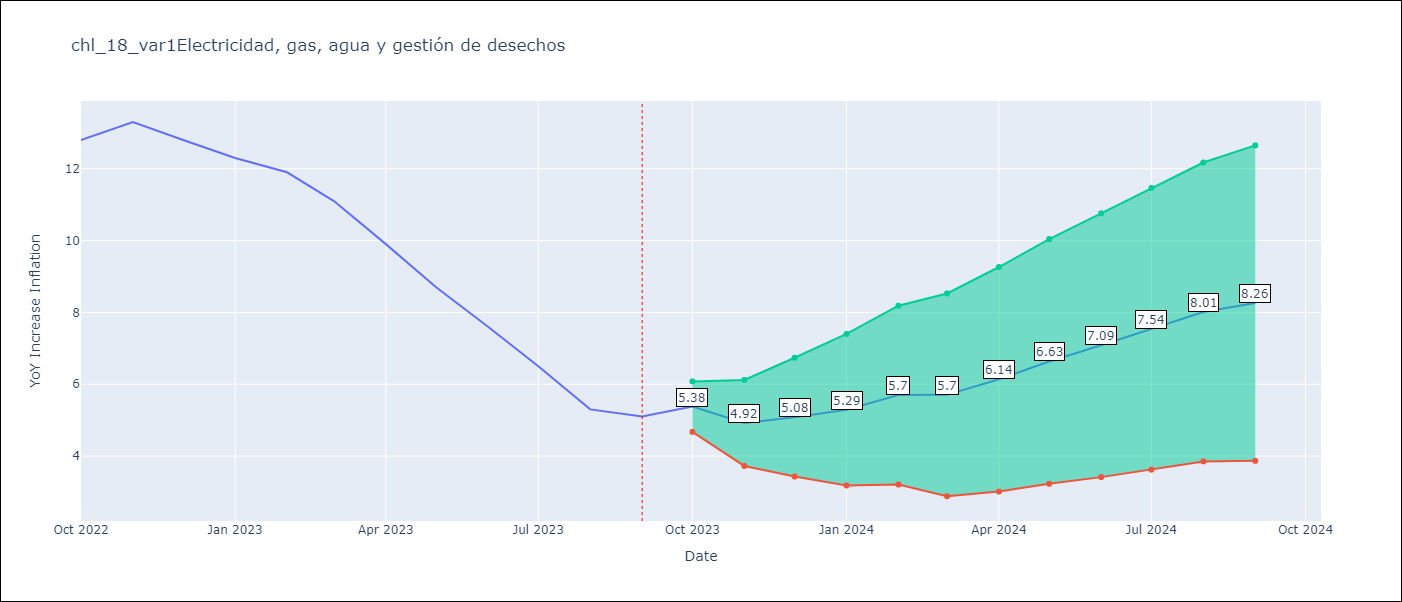 chl_18_var1Electricidad, gas, agua y gestión de desechos
YoY Increase Inflation
12
10
8
6
4
5.38
4.92
5.08
5.29
5.7
5.7
6.14
6.63
7.09
7.54
8.01
8.26
Oct 2022
Jan 2023
Apr 2023
Jul 2023
Oct 2023
Jan 2024
Apr 2024
Jul 2024
Oct 2024
Date